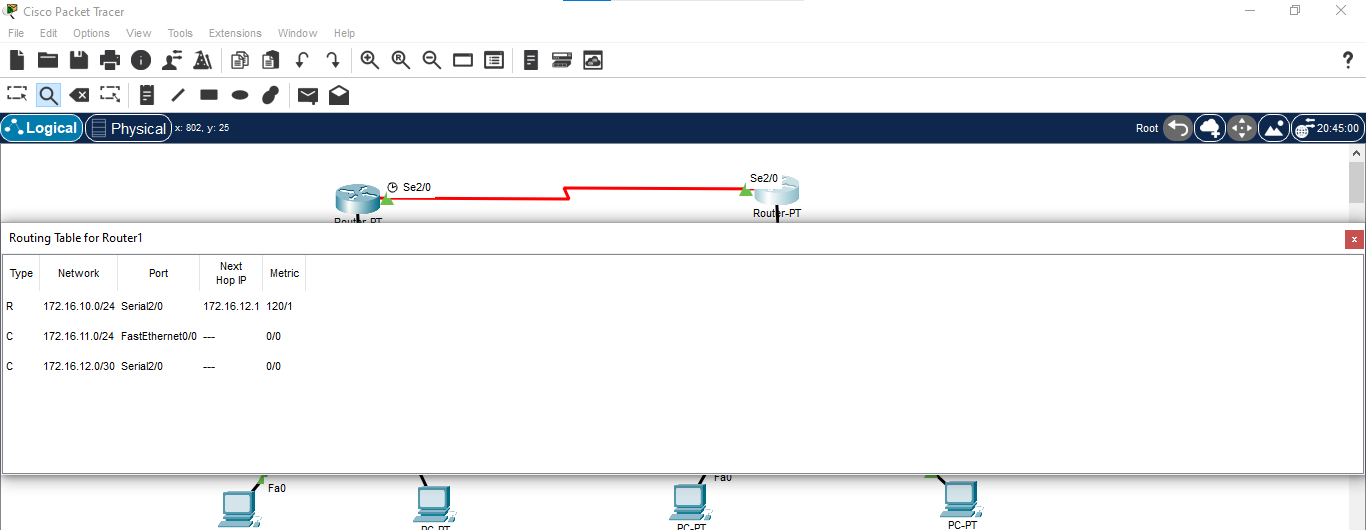 Cisco Packet Tracer
File Edit Options View Tools Extensions Window Help
Logical Physical x: 802, y: 25 Root 20:45:00
Se2/0 Se2/0
Router-PT Router-PT
Routing Table for Router1
Type Network Port Next Hop IP Metric
R 172.16.10.0/24 Serial2/0 172.16.12.1 120/1
C 172.16.11.0/24 FastEthernet0/0 --- 0/0
C 172.16.12.0/30 Serial2/0 --- 0/0
Fa0 Fa0
PC-PT PC-PT PC-PT